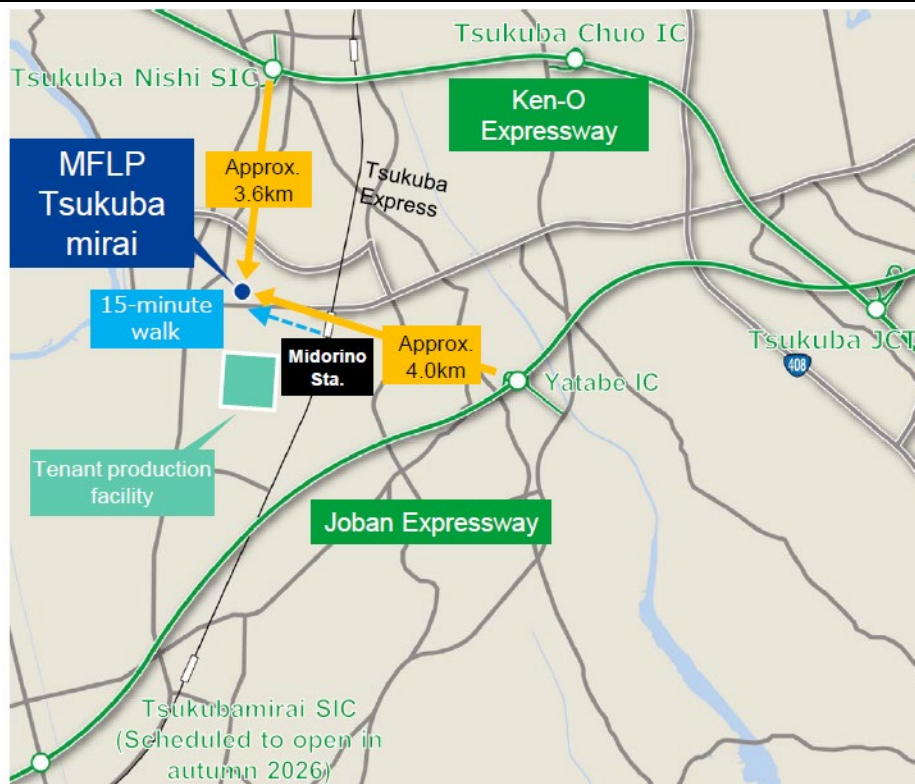 Tsukuba Chuo IC
Tsukuba Nishi SIC
Ken-O
Expressway
MFLP
Tsukuba
mirai
Approx.
3.6km
Tsukuba
Express
15-minute
walk
Midorino
Sta.
Approx.
4.0km
Tsukuba JCT
408
Yatabe IC
Tenant production
facility
Joban Expressway
Tsukubamirai SIC
(Scheduled to open in
autumn 2026)